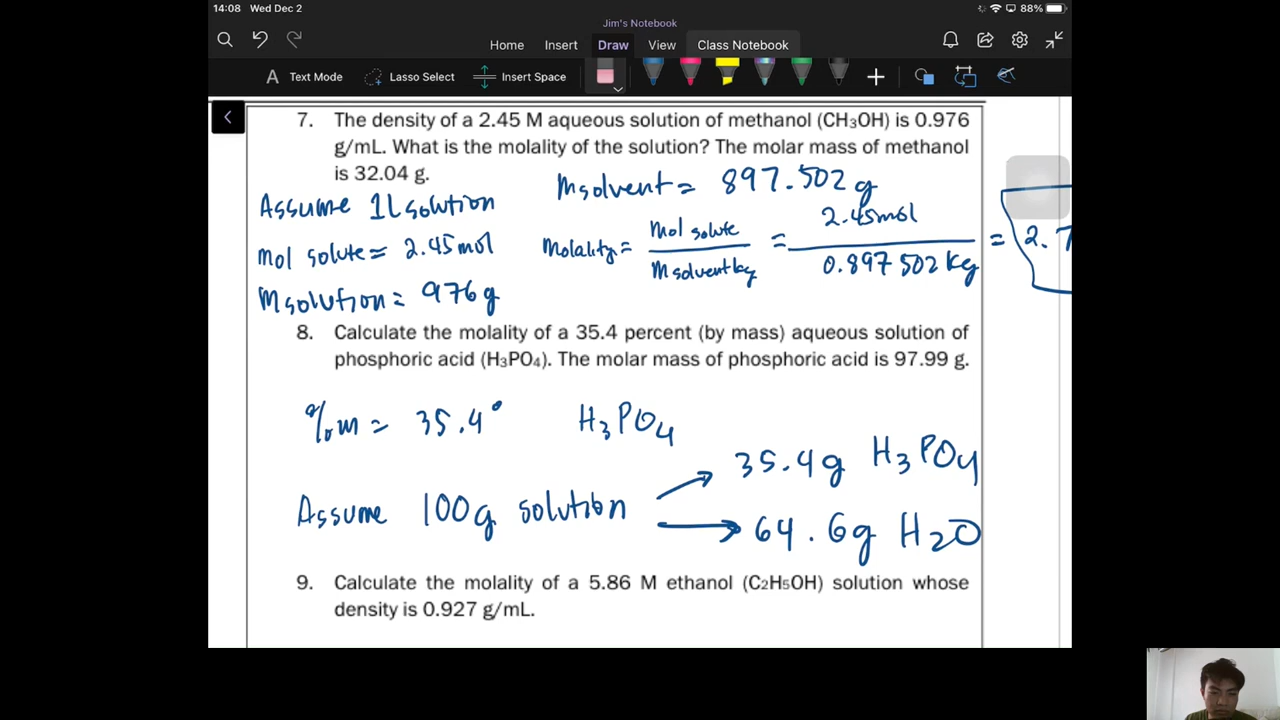 14:08 Wed Dec 2
88%
Jim's Notebook
Home Insert Draw View Class Notebook
A Text Mode Lasso Select Insert Space
7. The density of a 2.45 M aqueous solution of methanol (CH3OH) is 0.976
g/mL. What is the molality of the solution? The molar mass of methanol
is 32.04 g.
Msolvent = 897.502 g
Assume 1L solution
mol solute = 2.45 mol
Molality = Mol solute / Msolvent kg = 2.45 mol / 0.897502 kg = 2.7
Msolution = 976 g
8. Calculate the molality of a 35.4 percent (by mass) aqueous solution of
phosphoric acid (H3PO4). The molar mass of phosphoric acid is 97.99 g.
%m = 35.4° H3PO4
35.4g H3PO4
Assume 100g solution
64.6g H2O
9. Calculate the molality of a 5.86 M ethanol (C2H5OH) solution whose
density is 0.927 g/mL.